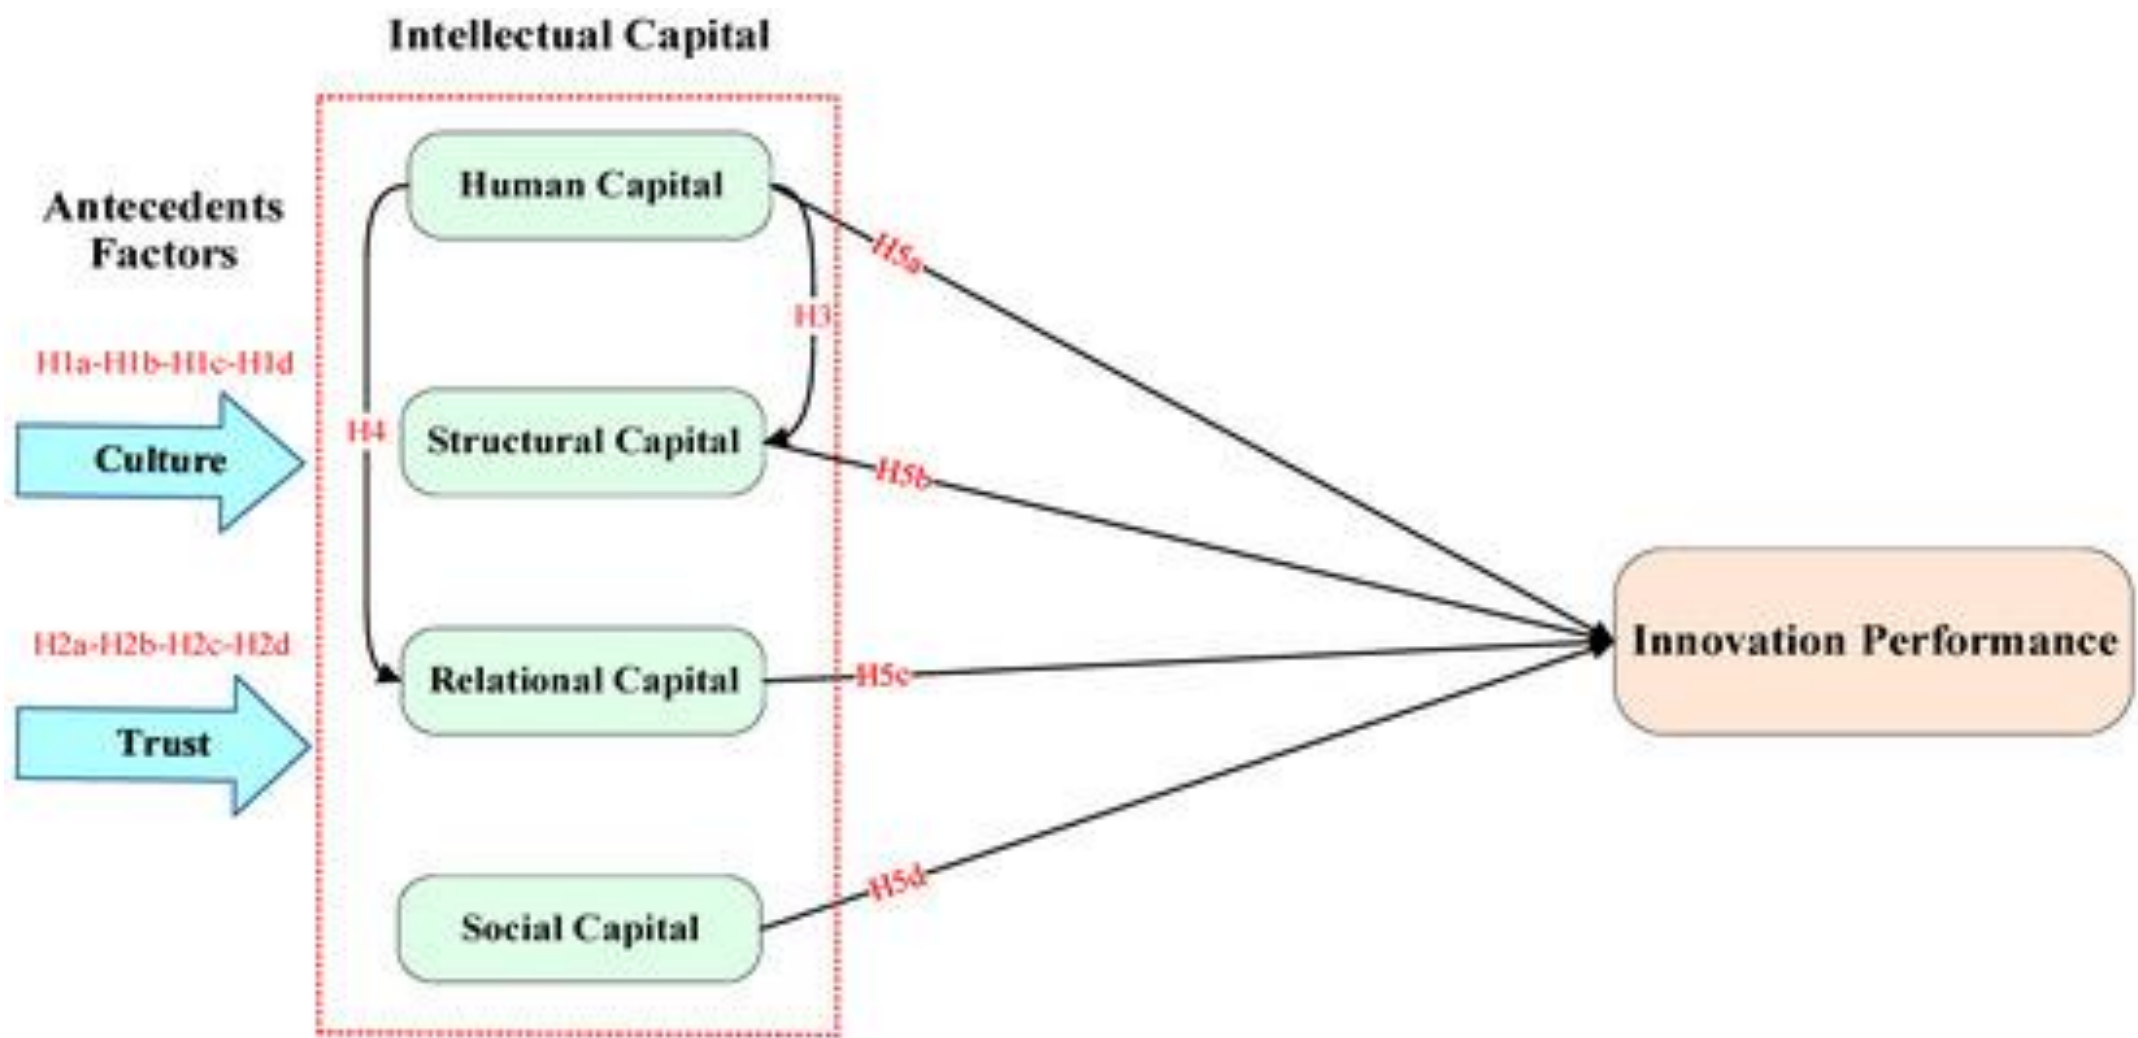 Intellectual Capital
Human Capital
Antecedents
Factors
H5a
H3
H1a-H1b-H1c-H1d
Culture
H4
Structural Capital
H5b
H2a-H2b-H2c-H2d
Trust
Relational Capital
H5c
Innovation Performance
Social Capital
H5d